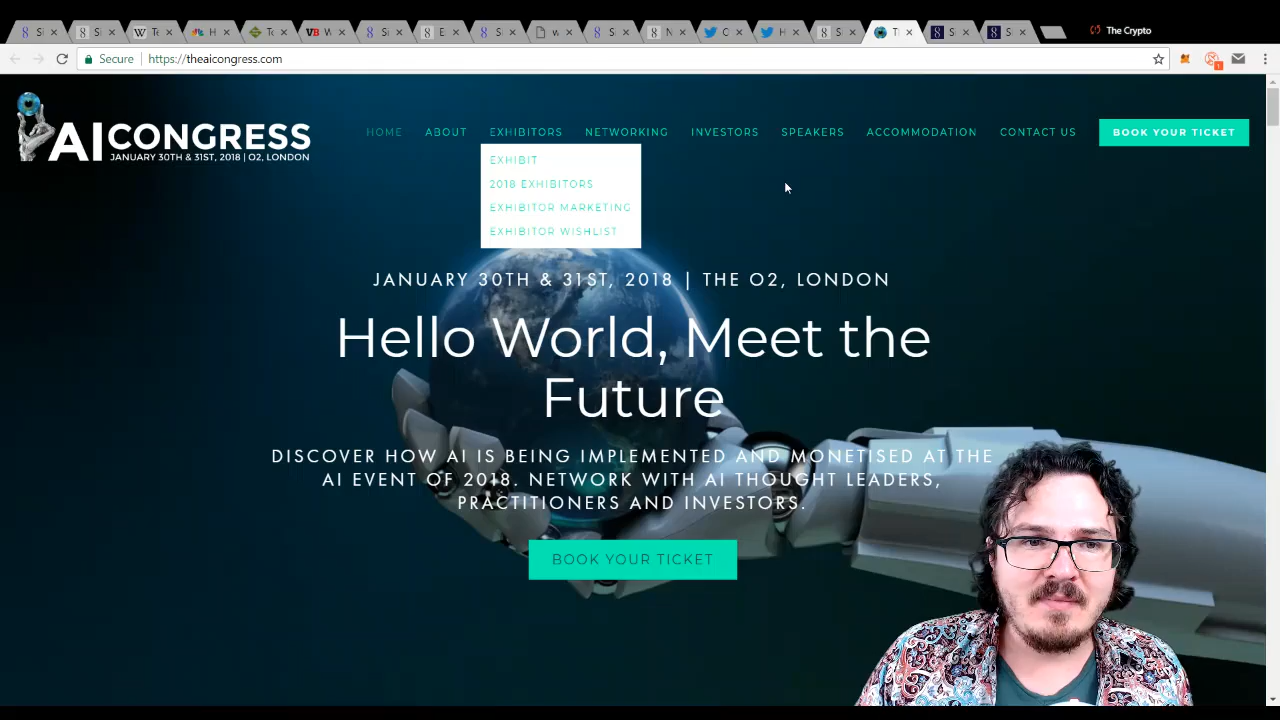 The Crypto
Secure
https://theaicongress.com
AI CONGRESS
JANUARY 30TH & 31ST, 2018 | O2, LONDON
HOME
ABOUT
EXHIBITORS
NETWORKING
INVESTORS
SPEAKERS
ACCOMMODATION
CONTACT US
BOOK YOUR TICKET
EXHIBIT
2018 EXHIBITORS
EXHIBITOR MARKETING
EXHIBITOR WISHLIST
JANUARY 30TH & 31ST, 2018 | THE O2, LONDON
Hello World, Meet the
Future
DISCOVER HOW AI IS BEING IMPLEMENTED AND MONETISED AT THE
AI EVENT OF 2018. NETWORK WITH AI THOUGHT LEADERS,
PRACTITIONERS AND INVESTORS.
BOOK YOUR TICKET